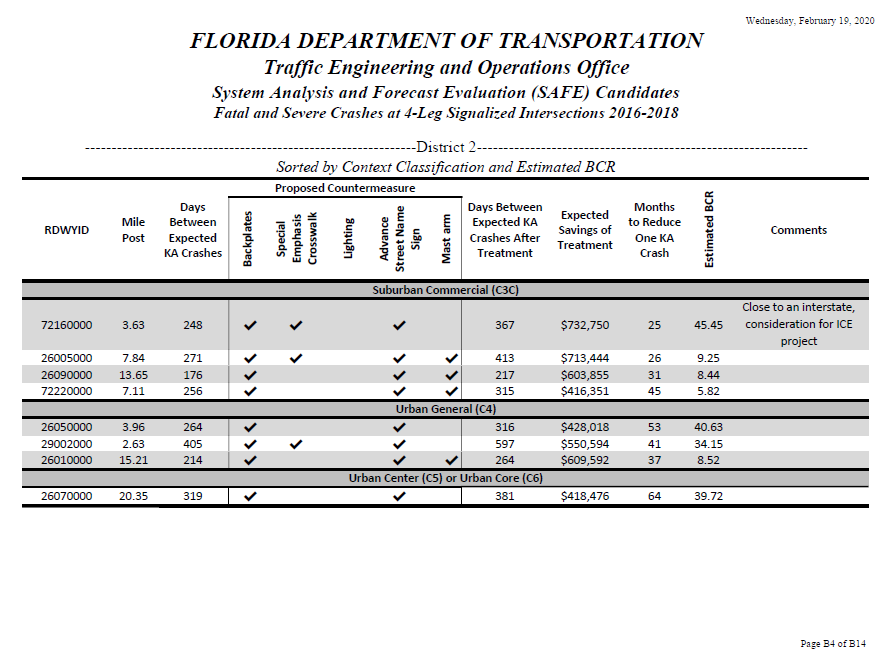 Wednesday, February 19, 2020
FLORIDA DEPARTMENT OF TRANSPORTATION
Traffic Engineering and Operations Office
System Analysis and Forecast Evaluation (SAFE) Candidates
Fatal and Severe Crashes at 4-Leg Signalized Intersections 2016-2018
--------------------------------------------------------------District 2--------------------------------------------------------------
Sorted by Context Classification and Estimated BCR
RDWYID
Mile
Post
Days
Between
Expected
KA Crashes
Proposed Countermeasure
Backplates
Special
Emphasis
Crosswalk
Lighting
Advance
Street Name
Sign
Mast arm
Days Between
Expected KA
Crashes After
Treatment
Expected
Savings of
Treatment
Months
to Reduce
One KA
Crash
Estimated BCR
Comments
Suburban Commercial (C3C)
72160000 3.63 248 ✔ ✔ ✔ 367 $732,750 25 45.45 Close to an interstate,
consideration for ICE
project
26005000 7.84 271 ✔ ✔ ✔ ✔ 413 $713,444 26 9.25
26090000 13.65 176 ✔ ✔ ✔ 217 $603,855 31 8.44
72220000 7.11 256 ✔ ✔ ✔ 315 $416,351 45 5.82
Urban General (C4)
26050000 3.96 264 ✔ ✔ 316 $428,018 53 40.63
29002000 2.63 405 ✔ ✔ ✔ 597 $550,594 41 34.15
26010000 15.21 214 ✔ ✔ ✔ 264 $609,592 37 8.52
Urban Center (C5) or Urban Core (C6)
26070000 20.35 319 ✔ ✔ 381 $418,476 64 39.72
Page B4 of B14